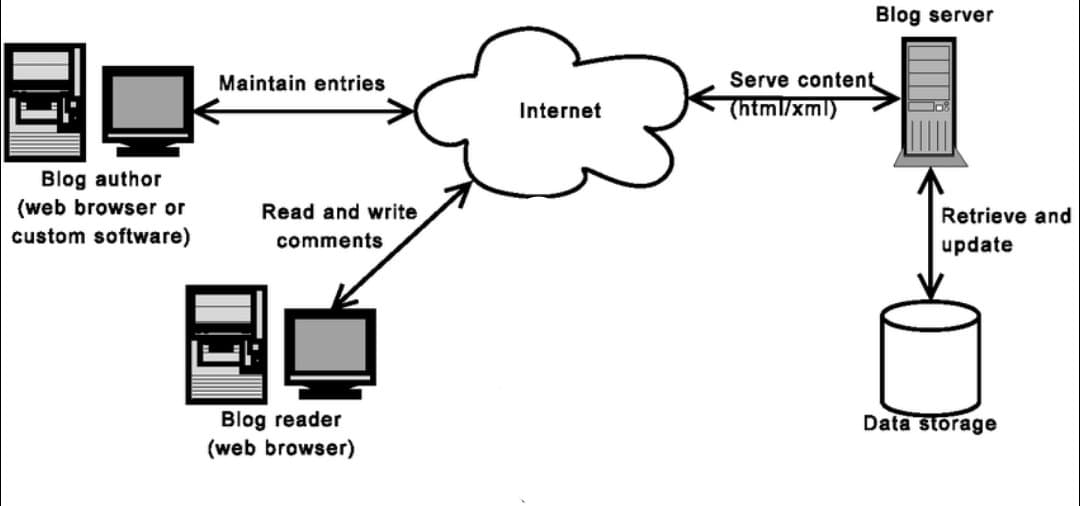 Blog server
Maintain entries
Serve content
(html/xml)
Internet
Blog author
(web browser or
custom software)
Read and write
comments
Retrieve and
update
Blog reader
(web browser)
Data storage